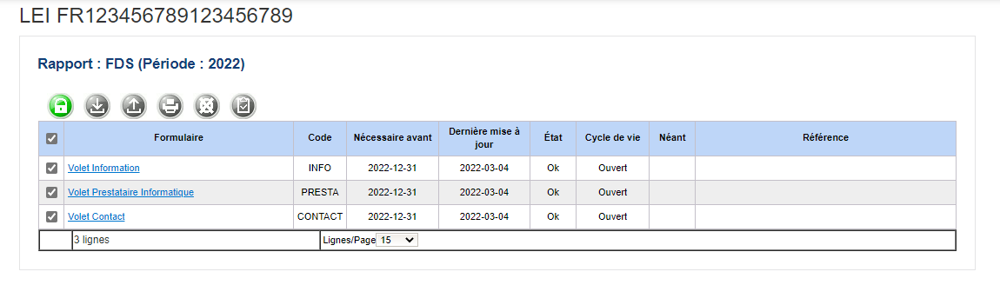 LEI FR123456789123456789
Rapport : FDS (Période : 2022)
Formulaire Code Nécessaire avant Dernière mise à jour État Cycle de vie Néant Référence
Volet Information INFO 2022-12-31 2022-03-04 Ok Ouvert
Volet Prestataire Informatique PRESTA 2022-12-31 2022-03-04 Ok Ouvert
Volet Contact CONTACT 2022-12-31 2022-03-04 Ok Ouvert
3 lignes Lignes/Page 15